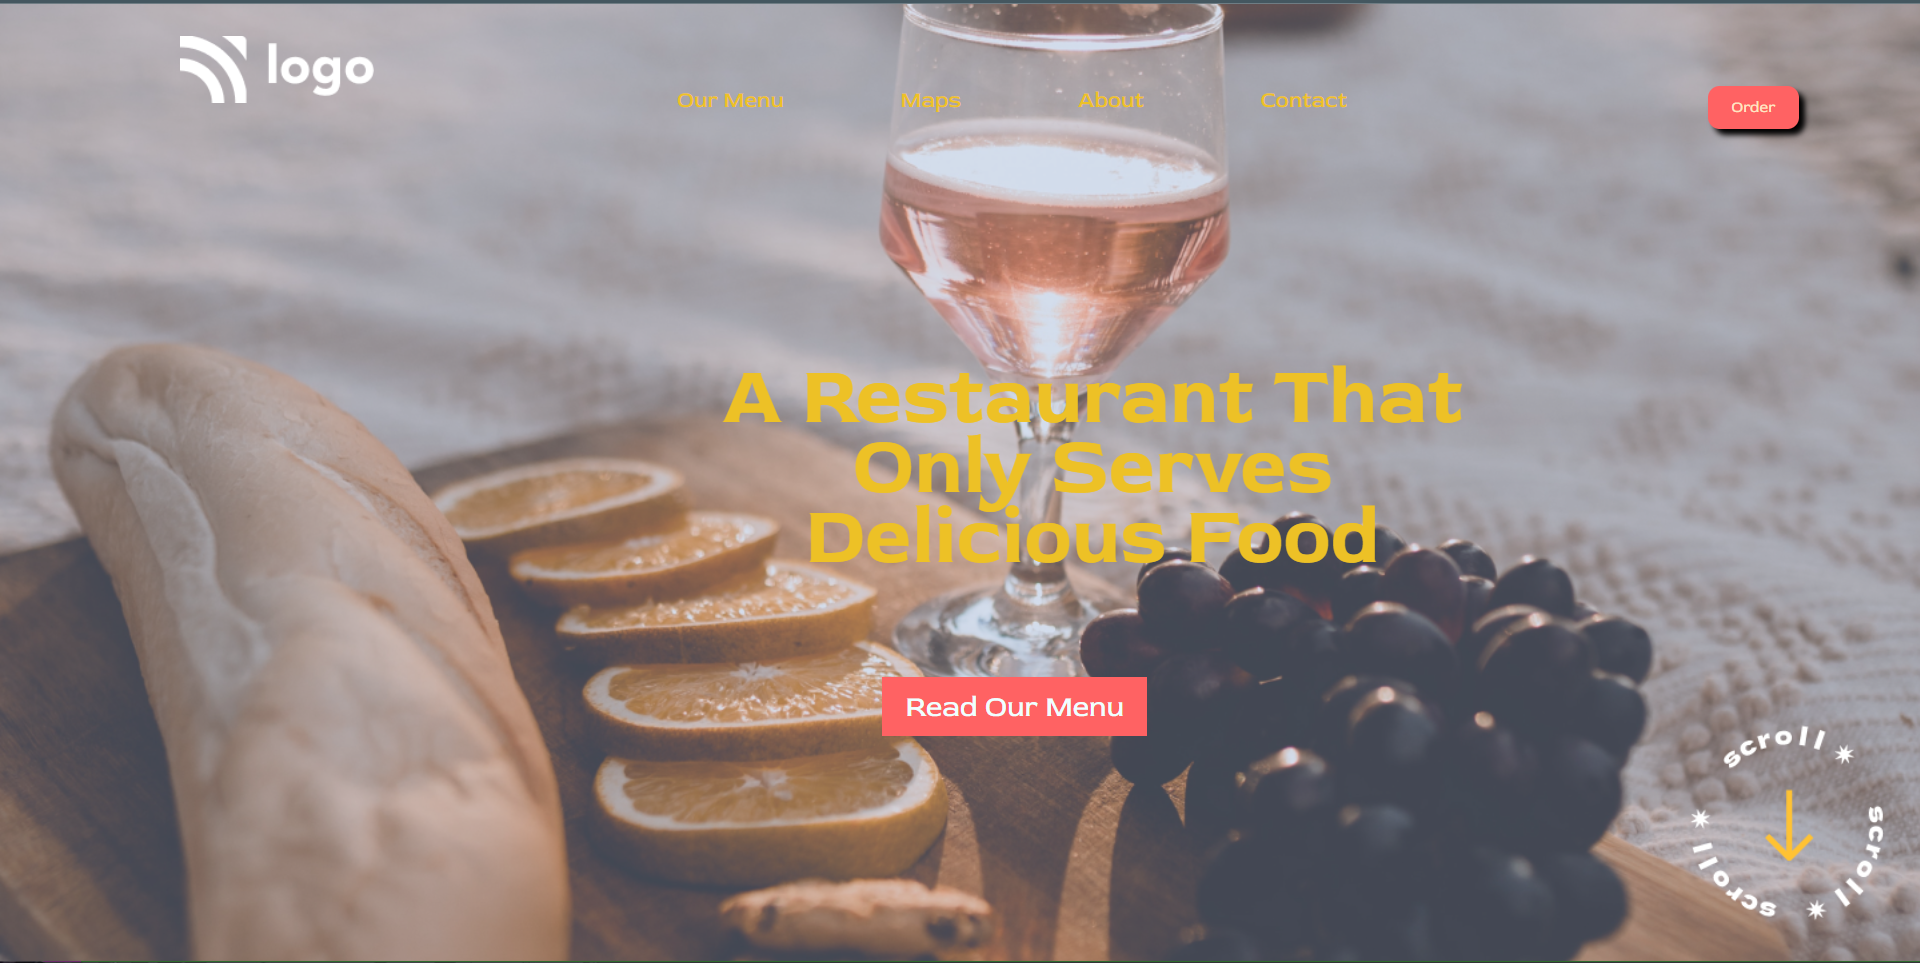 logo
Our Menu
Maps
About
Contact
Order
A Restaurant That
Only Serves
Delicious Food
Read Our Menu
scroll
scroll
scroll